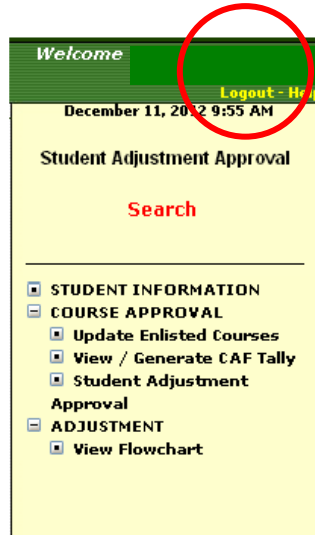 Welcome
Logout - Help
December 11, 2012 9:55 AM
Student Adjustment Approval
Search
STUDENT INFORMATION
COURSE APPROVAL
Update Enlisted Courses
View / Generate CAF Tally
Student Adjustment
Approval
ADJUSTMENT
View Flowchart